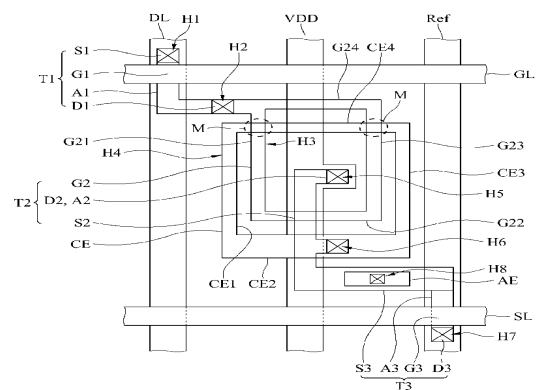 DL VDD Ref
H1
S1
H2 G24 CE4
T1 G1 GL
A1
D1
M M
G21 H3 G23
H4
G2 CE3
T2 D2, A2 H5
S2 G22
CE H6
H8
CE1 CE2 AE
SL
H7
S3 A3 G3 D3
T3